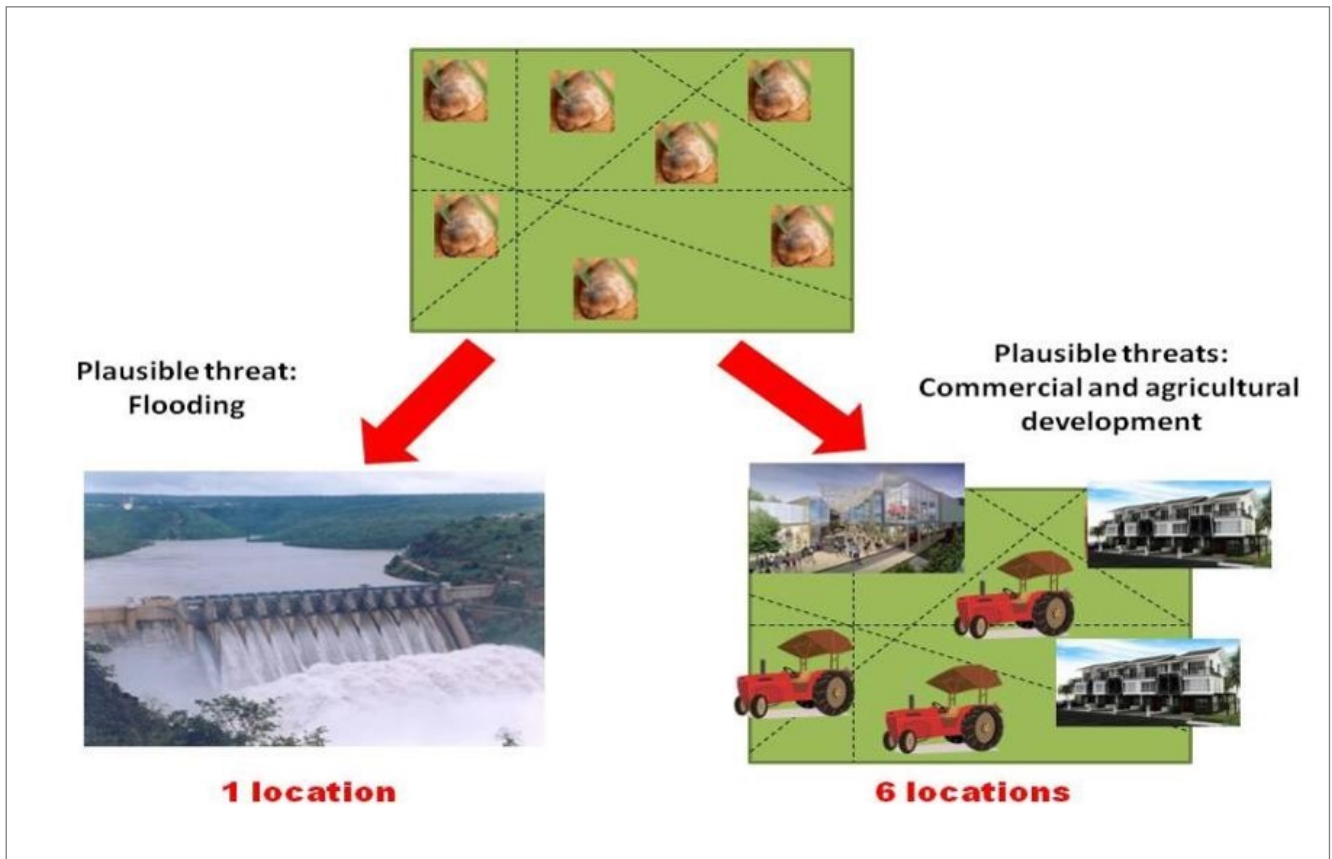 Plausible threat:
Flooding
Plausible threats:
Commercial and agricultural
development
1 location
6 locations